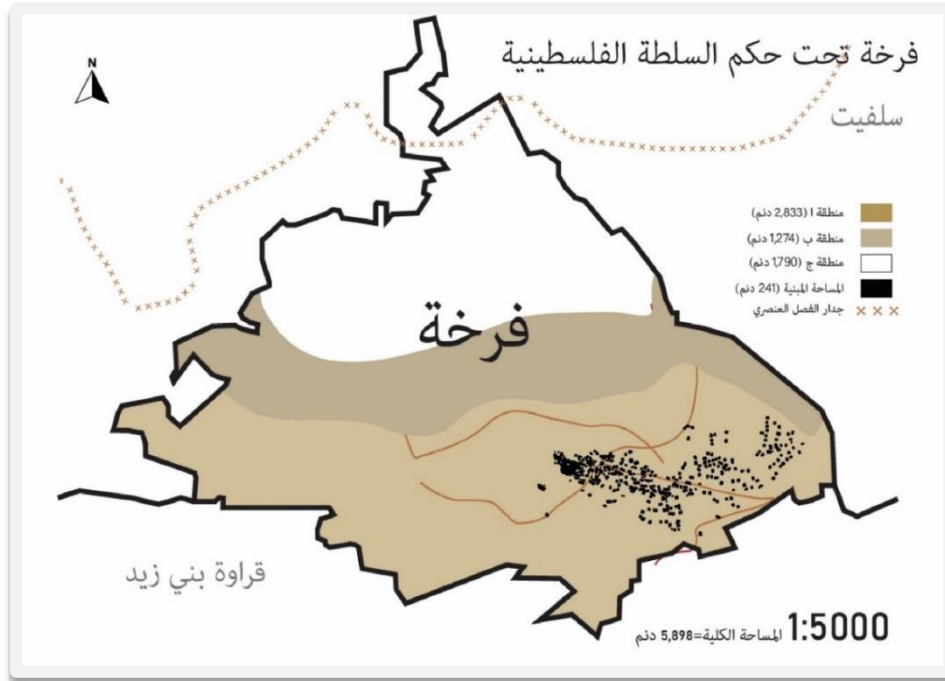 فرخة تحت حكم السلطة الفلسطينية
N
سلفيت
منطقة ا (2,833 دنم)
منطقة ب (1,274 دنم)
منطقة ج (1,790 دنم)
المساحة المبنية (241 دنم)
جدار الفصل العنصري
فرخة
قراوة بني زيد
1:5000 المساحة الكلية=5,898 دنم